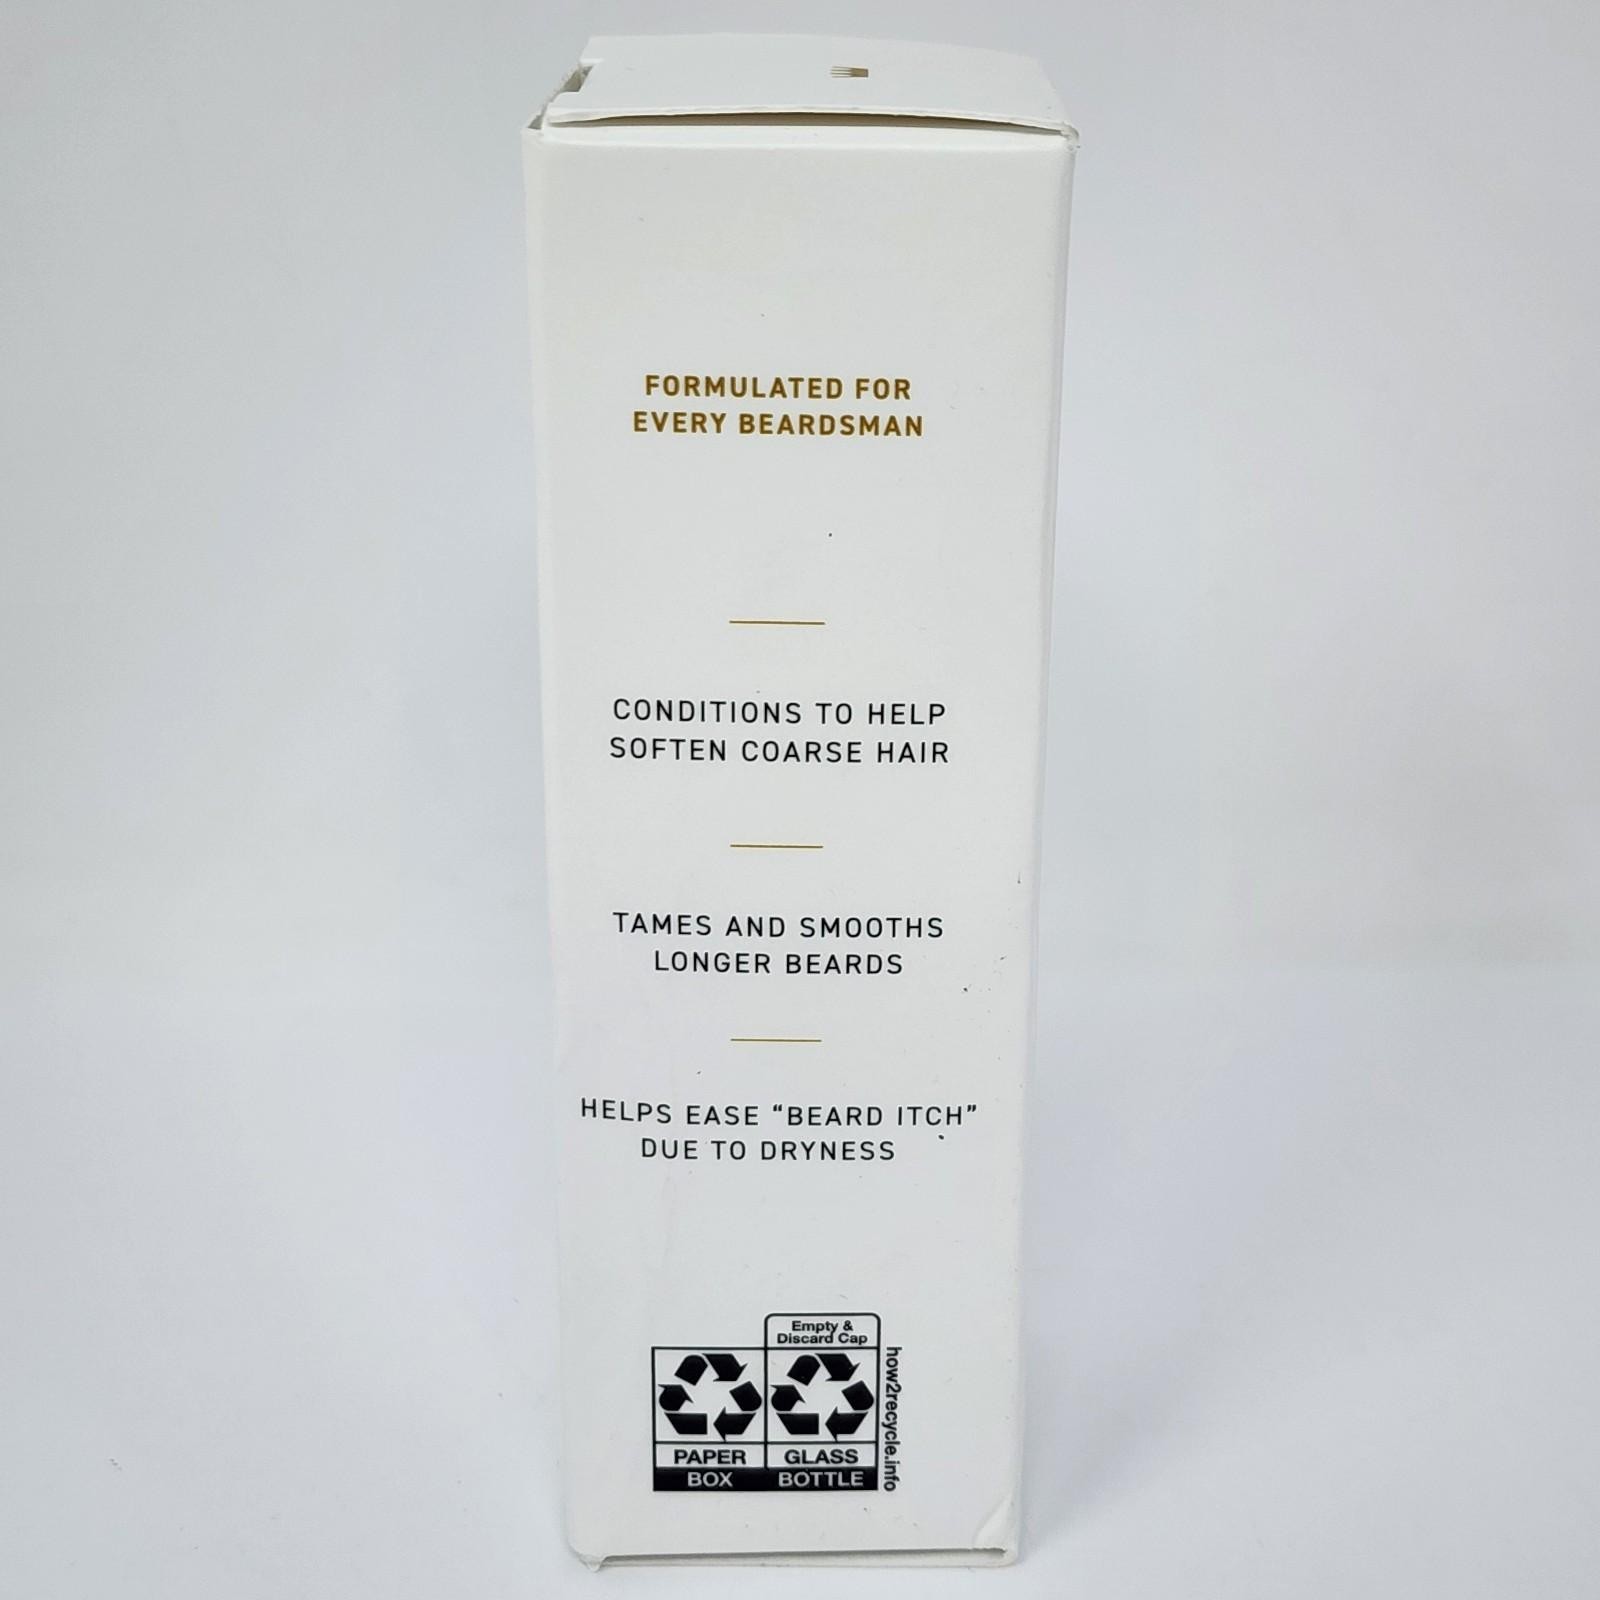 FORMULATED FOR
EVERY BEARDSMAN
CONDITIONS TO HELP
SOFTEN COARSE HAIR
TAMES AND SMOOTHS
LONGER BEARDS
HELPS EASE “BEARD ITCH”
DUE TO DRYNESS
Empty &
Discard Cap
PAPER
BOX
GLASS
BOTTLE
how2recycle.info